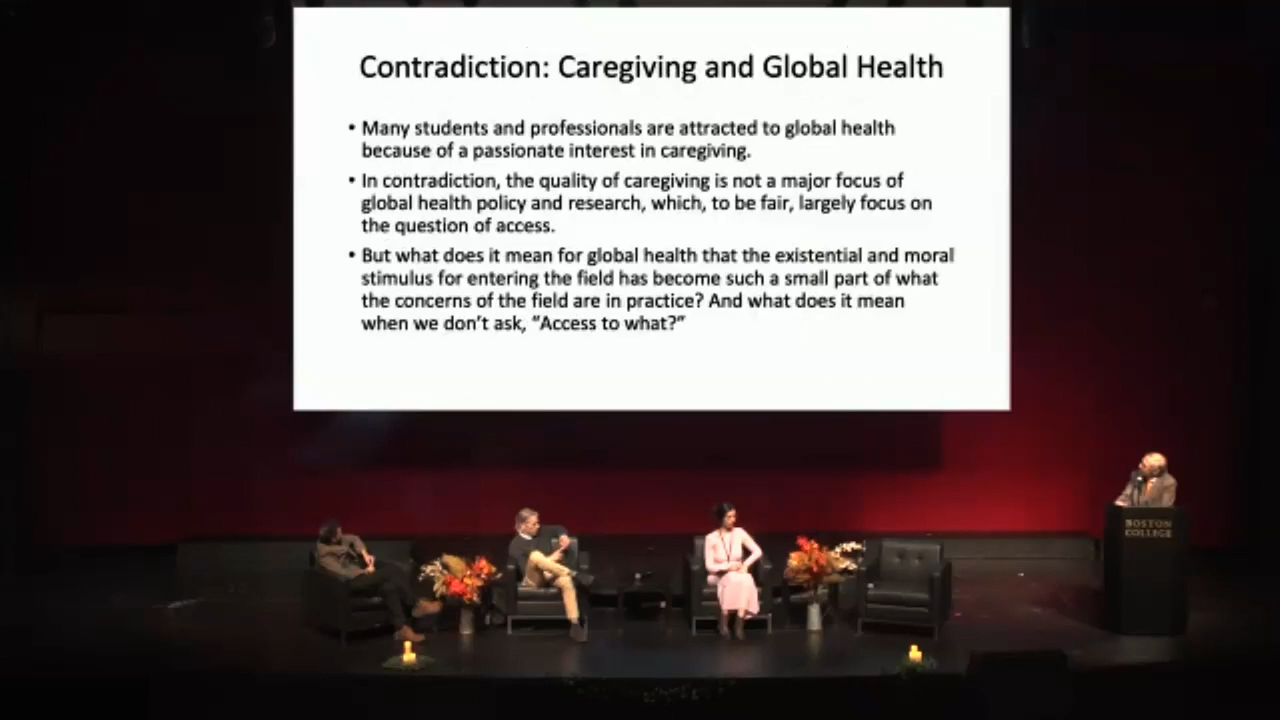 Contradiction: Caregiving and Global Health
• Many students and professionals are attracted to global health
because of a passionate interest in caregiving.
• In contradiction, the quality of caregiving is not a major focus of
global health policy and research, which, to be fair, largely focus on
the question of access.
• But what does it mean for global health that the existential and moral
stimulus for entering the field has become such a small part of what
the concerns of the field are in practice? And what does it mean
when we don't ask, "Access to what?"
BOSTON
COLLEGE